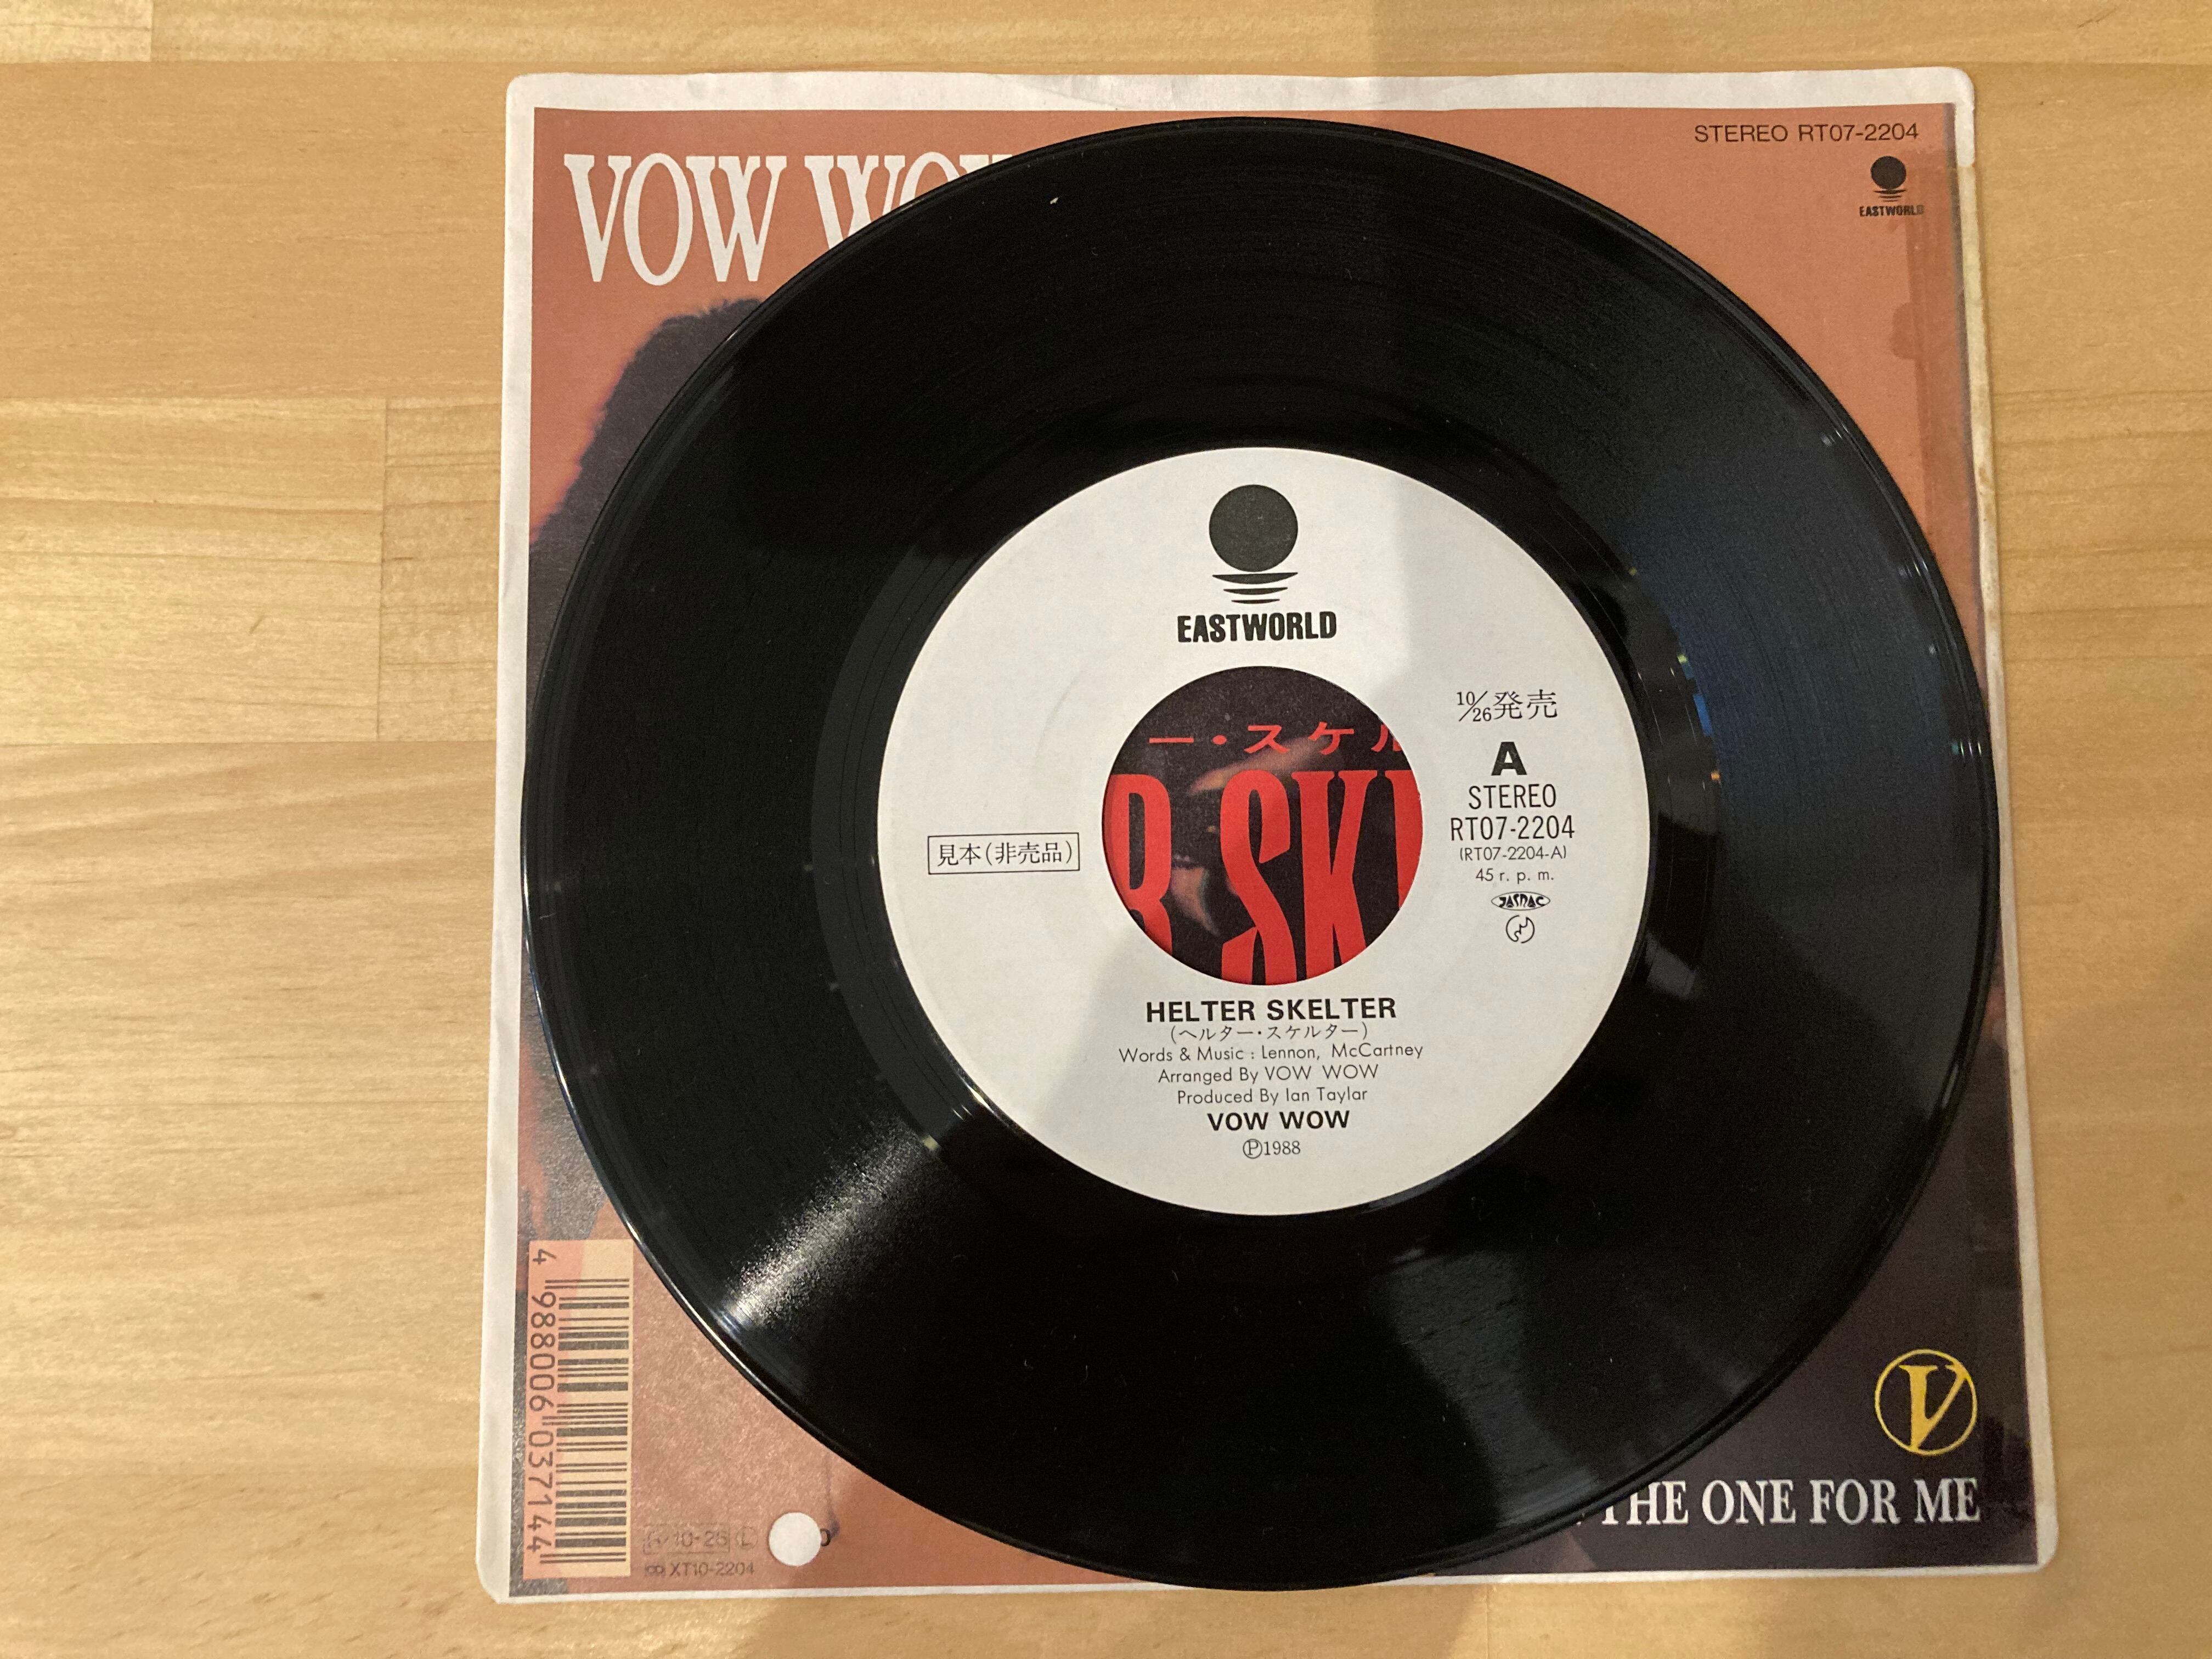 VOW WOW
STEREO RT07-2204
EASTWORLD
EASTWORLD
10/26発売
A
STEREO
RT07-2204
(RT07-2204-A)
45 r. p. m.
JASRAC
見本(非売品)
ー・スケル
R SK
HELTER SKELTER
(ヘルター・スケルター)
Words & Music : Lennon, McCartney
Arranged By VOW WOW
Produced By Ian Taylar
VOW WOW
Ⓟ1988
4 988006 037144
V
THE ONE FOR ME
XT10-2204